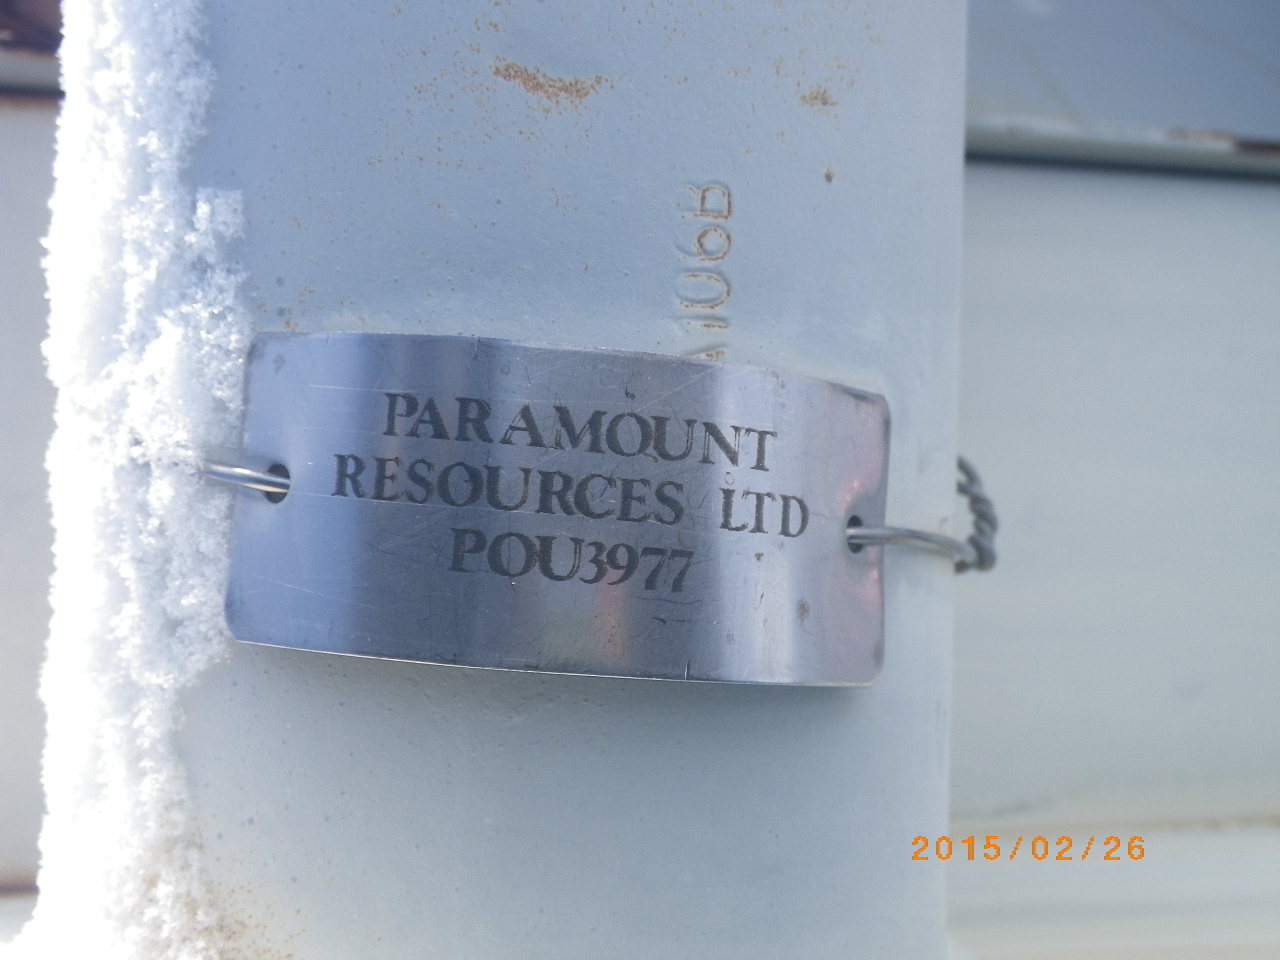 PARAMOUNT
RESOURCES LTD
POU3977
2015/02/26